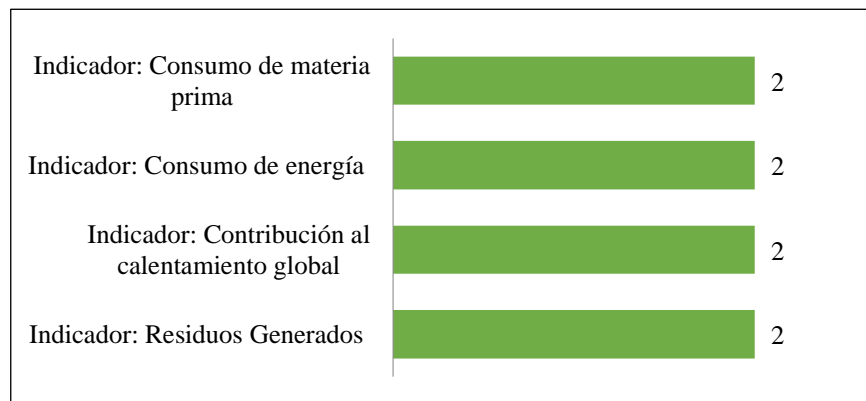 Indicador: Consumo de materia
prima
2
Indicador: Consumo de energía
2
Indicador: Contribución al
calentamiento global
2
Indicador: Residuos Generados
2